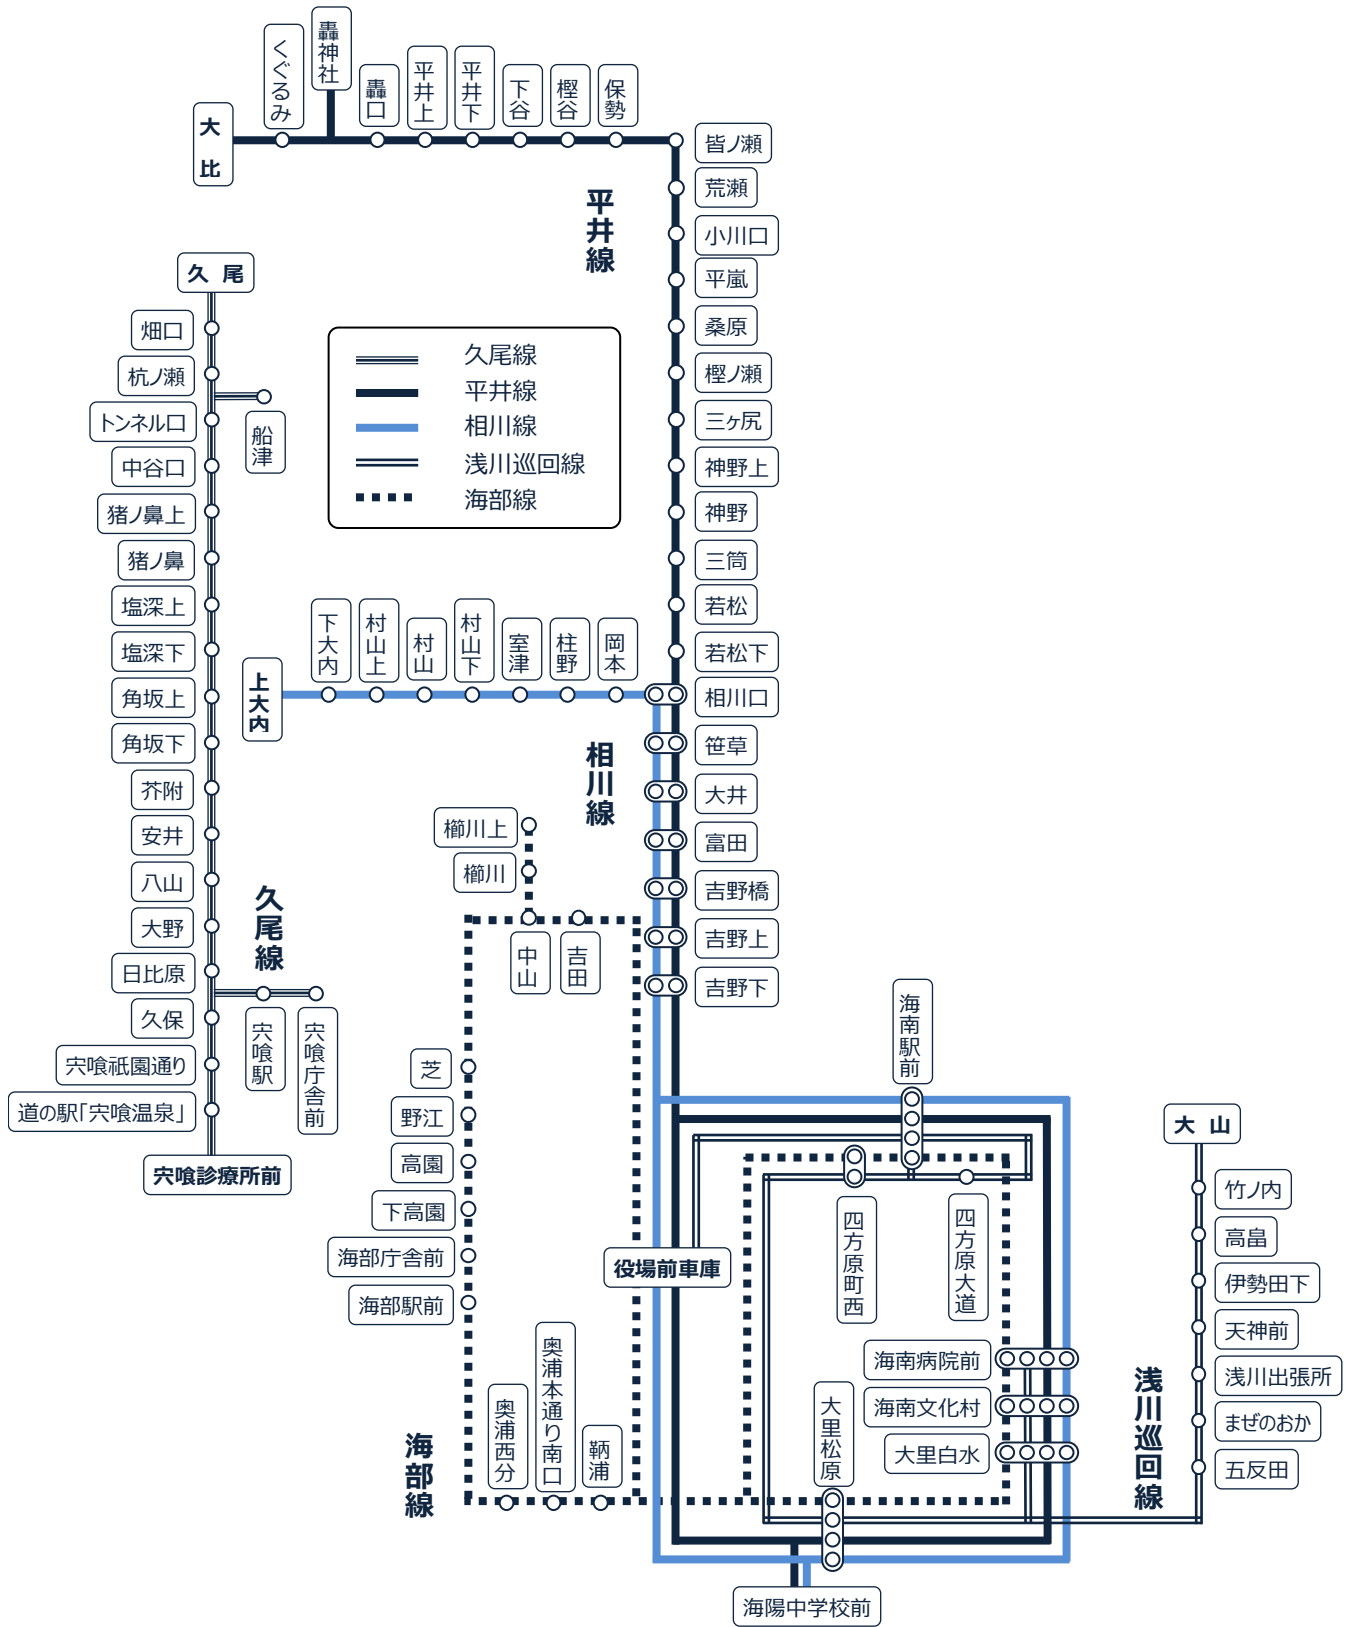 くぐるみ
轟神社
轟口
平井上
平井下
下谷
樫谷
保勢
大比
平井線
皆ノ瀬
荒瀬
小川口
平嵐
桑原
樫ノ瀬
三ヶ尻
神野上
神野
三筒
若松
若松下
相川口
笹草
大井
富田
吉野橋
吉野上
吉野下
久尾線
平井線
相川線
浅川巡回線
海部線
久尾
畑口
杭ノ瀬
船津
トンネル口
中谷口
猪ノ鼻上
猪ノ鼻
塩深上
塩深下
角坂上
角坂下
芥附
安井
八山
大野
日比原
久保
宍喰祇園通り
道の駅「宍喰温泉」
宍喰診療所前
久尾線
宍喰駅
宍喰庁舎前
上大内
下大内
村山上
村山
村山下
室津
柱野
岡本
相川線
櫛川上
櫛川
中山
吉田
芝
野江
高園
下高園
海部庁舎前
海部駅前
海部線
奥浦西分
奥浦本通り南口
鞆浦
役場前車庫
海南駅前
四方原町西
四方原大道
海南病院前
海南文化村
大里白水
大里松原
海陽中学校前
大山
竹ノ内
高畠
伊勢田下
天神前
浅川出張所
まぜのおか
五反田
浅川巡回線